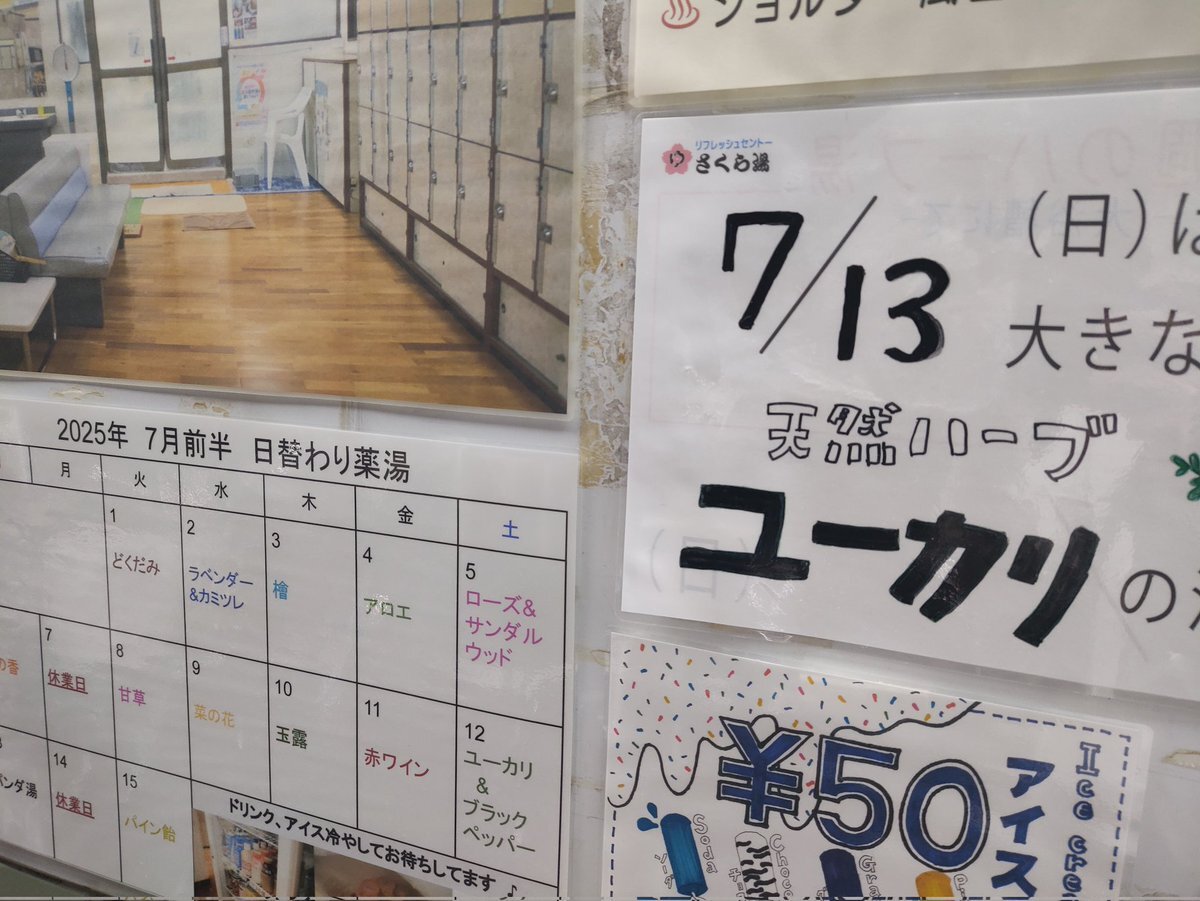 2025年 7月前半 日替わり薬湯
月 火 水 木 金 土
1
どくだみ
2
ラベンダー
&カミツレ
3
檜
4
アロエ
5
ローズ&
サンダル
ウッド
の香
7
休業日
8
甘草
9
菜の花
10
玉露
11
赤ワイン
12
ユーカリ
&
ブラック
ペッパー
ンダ湯
14
休業日
15
パイン飴
ドリンク、アイス冷やしてお待ちしてます♪
リフレッシュセントー
さくら湯
7/13 (日)は
大きな
天然ハーブ
ユーカリの
¥50
アイス
Ice
Soda
ソーダ